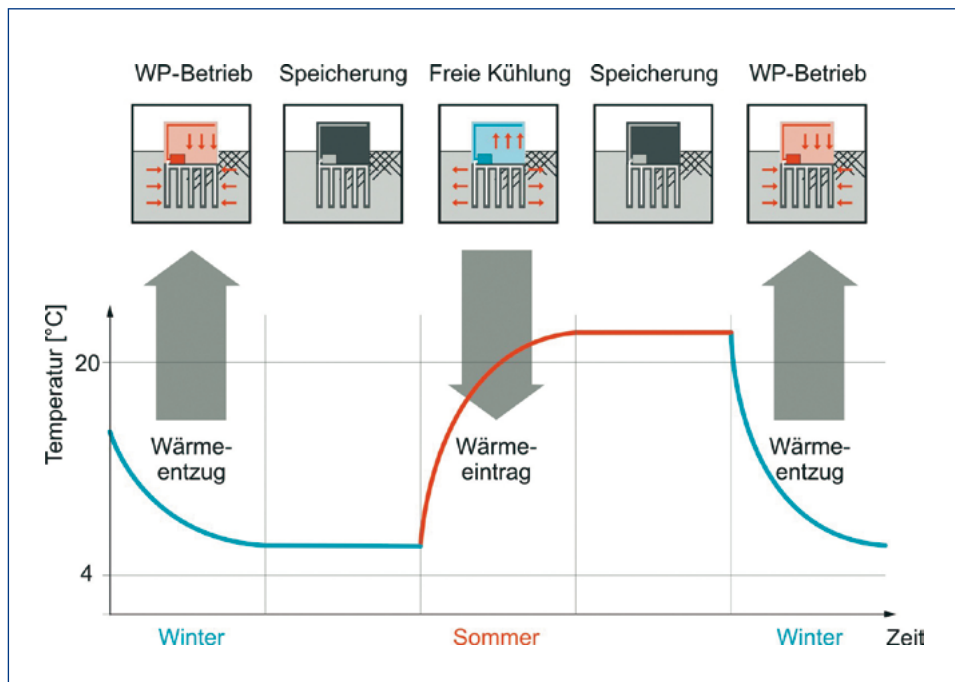 WP-Betrieb
Speicherung
Freie Kühlung
Speicherung
WP-Betrieb
Temperatur [°C]
20
4
Wärme-
entzug
Wärme-
eintrag
Wärme-
entzug
Winter
Sommer
Winter
Zeit